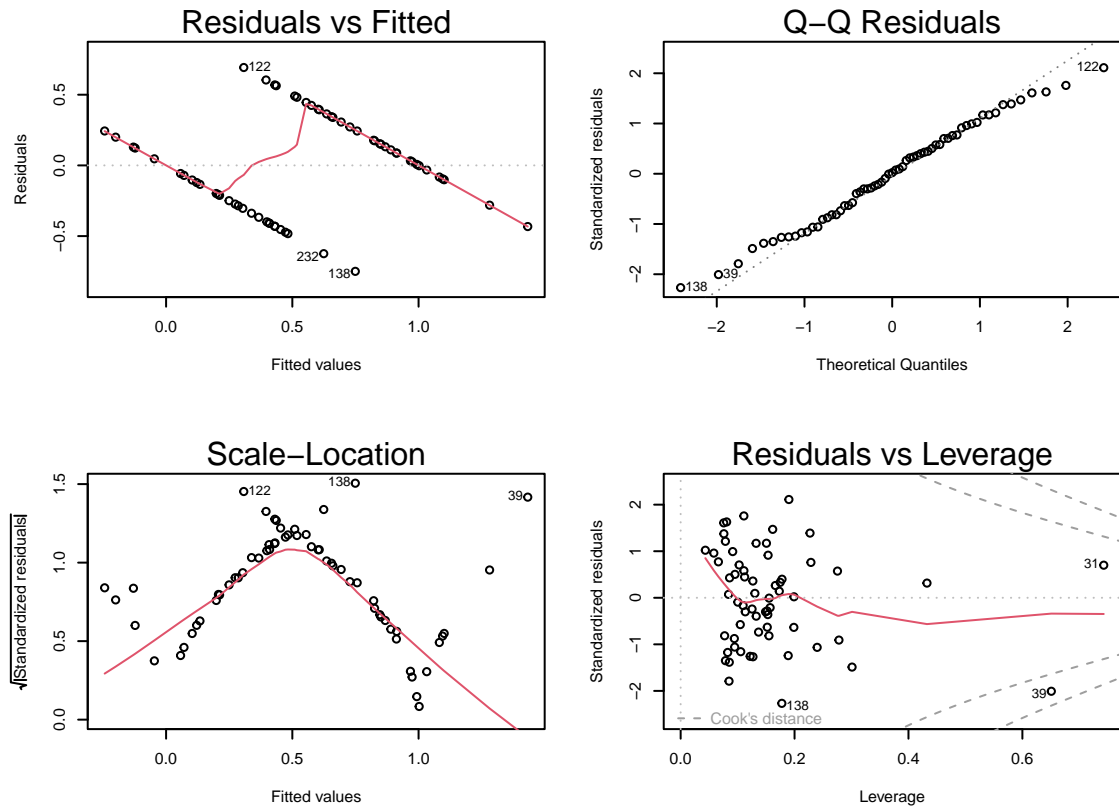 Residuals vs Fitted
Residuals
0.5
0.0
−0.5
122
232
138
0.0 0.5 1.0
Fitted values
Q−Q Residuals
Standardized residuals
2
1
0
−1
−2
122
39
138
−2 −1 0 1 2
Theoretical Quantiles
Scale−Location
√|Standardized residuals|
1.5
1.0
0.5
0.0
122
138
39
0.0 0.5 1.0
Fitted values
Residuals vs Leverage
Standardized residuals
2
1
0
−1
−2
31
39
138
Cook's distance
0.0 0.2 0.4 0.6
Leverage